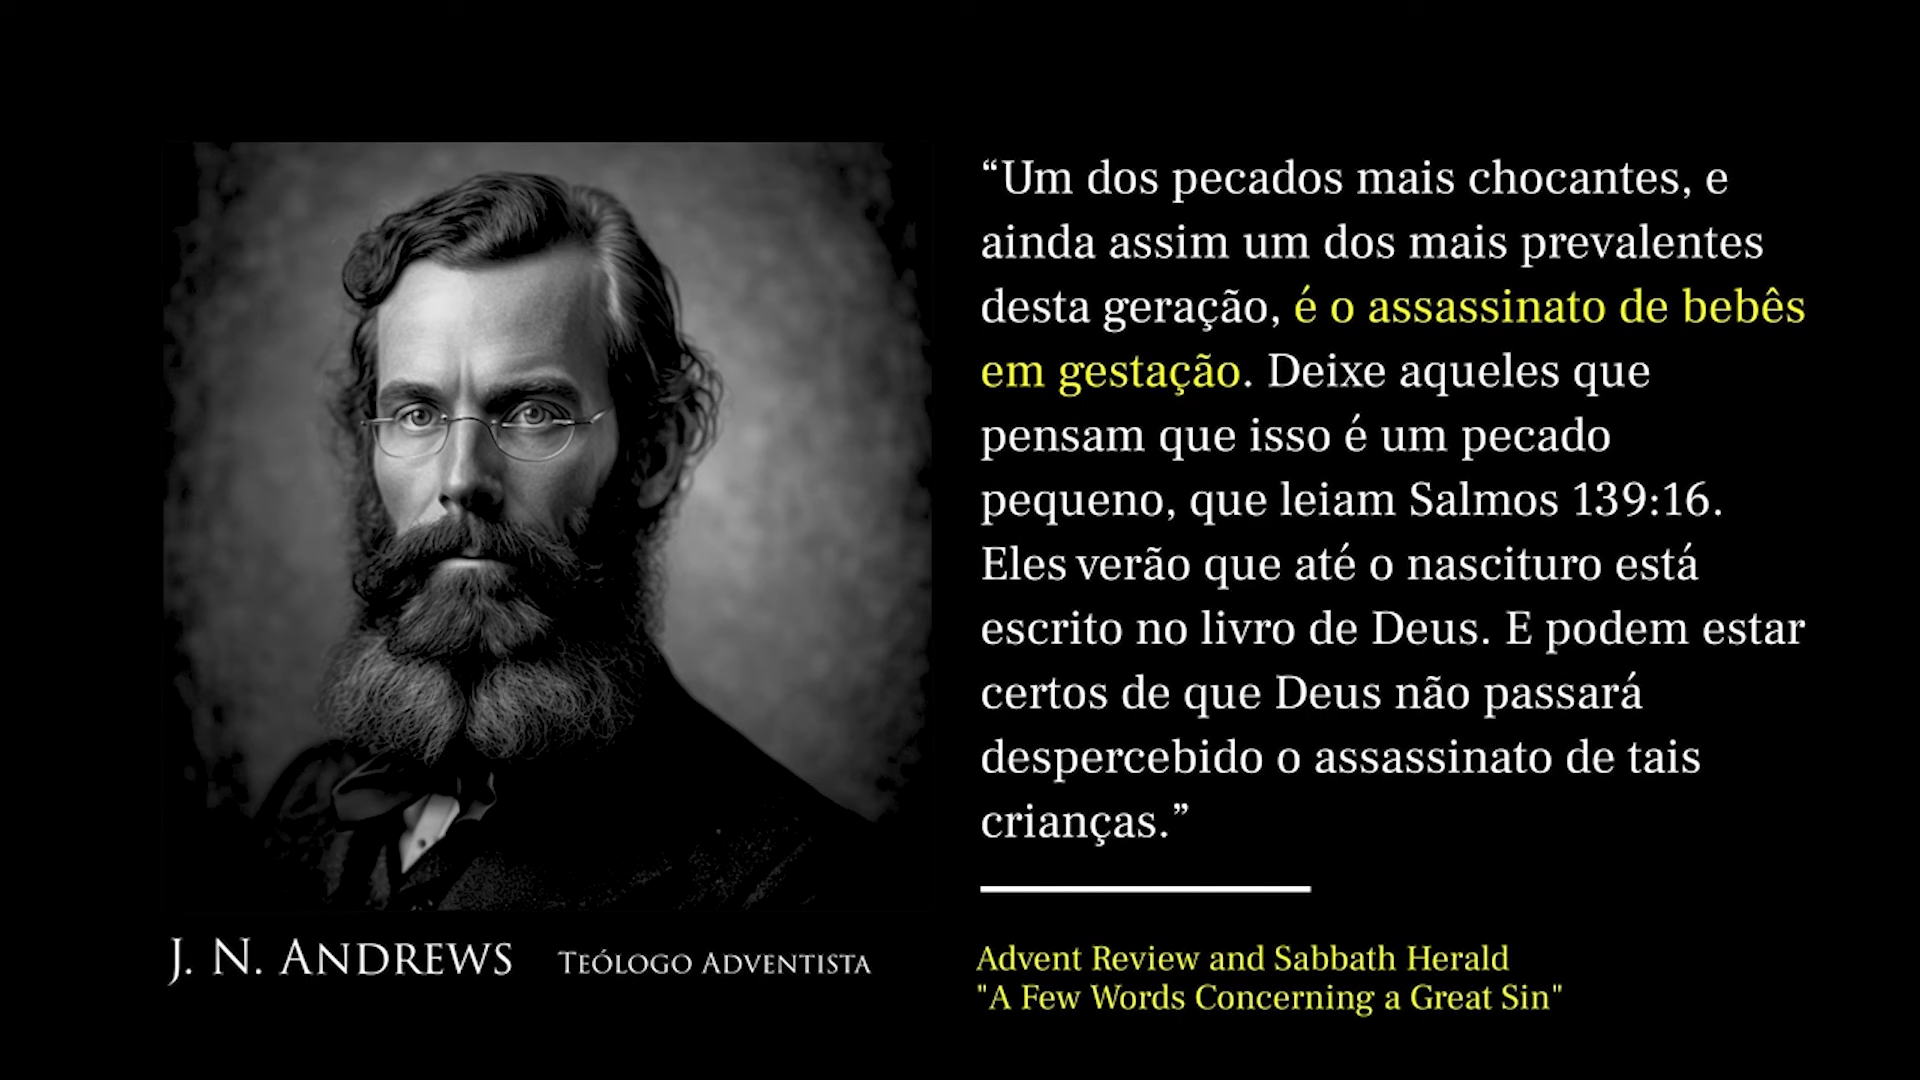 “Um dos pecados mais chocantes, e
ainda assim um dos mais prevalentes
desta geração, é o assassinato de bebês
em gestação. Deixe aqueles que
pensam que isso é um pecado
pequeno, que leiam Salmos 139:16.
Eles verão que até o nascituro está
escrito no livro de Deus. E podem estar
certos de que Deus não passará
despercebido o assassinato de tais
crianças.”
J. N. Andrews Teólogo Adventista
Advent Review and Sabbath Herald
"A Few Words Concerning a Great Sin"